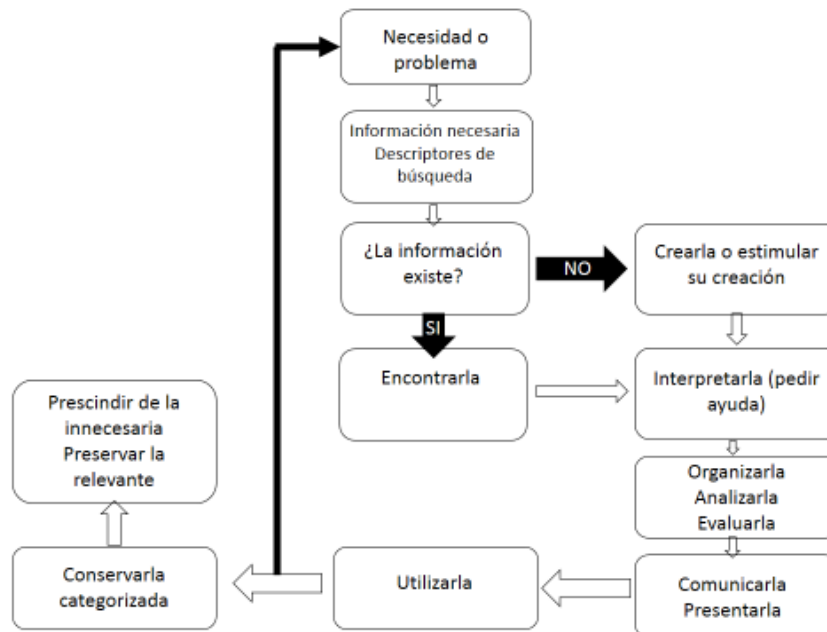 Necesidad o
problema
Información necesaria
Descriptores de
búsqueda
¿La información
existe?
NO
Crearla o estimular
su creación
SI
Encontrarla
Interpretarla (pedir
ayuda)
Prescindir de la
innecesaria
Preservar la
relevante
Organizarla
Analizarla
Evaluarla
Conservarla
categorizada
Utilizarla
Comunicarla
Presentarla